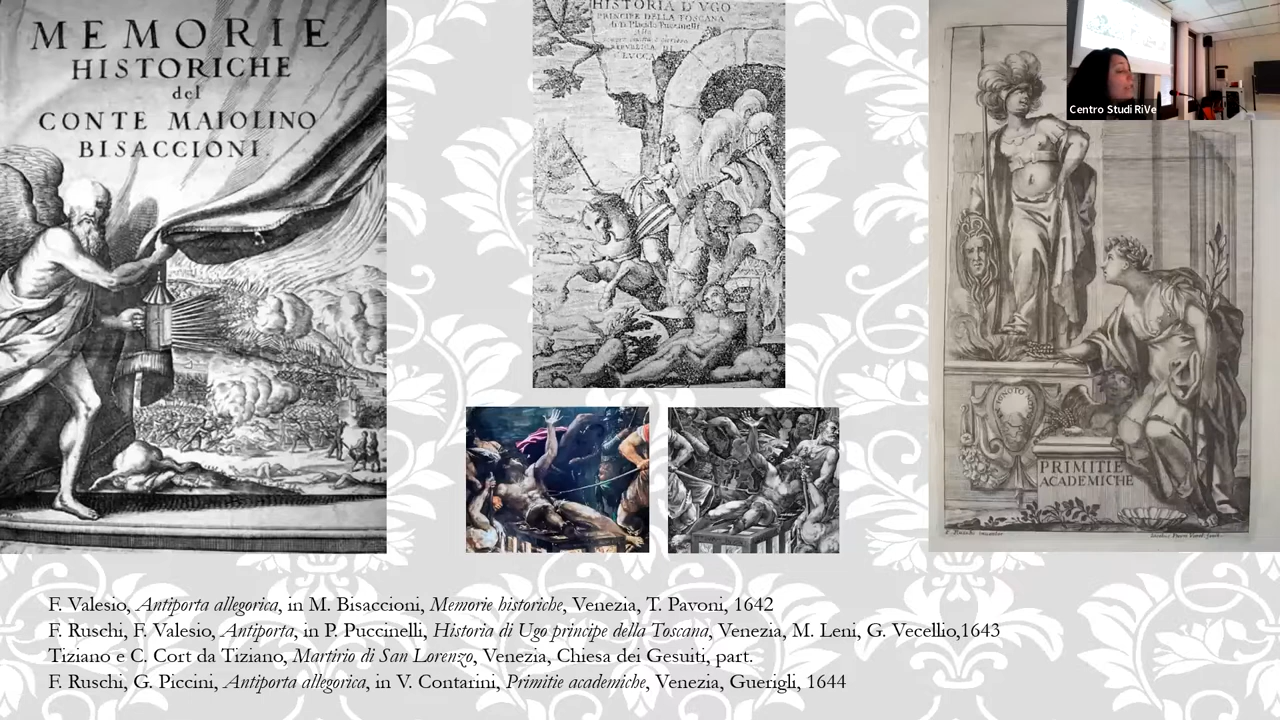 MEMORIE
HISTORICHE
del
CONTE MAIOLINO
BISACCIONI.
HISTORIA D'VGO
PRINCIPE DELLA TOSCANA
LVCCA
Centro Studi RiVe
PRIMITIE
ACADEMICHE
F. Valesio, Antiporta allegorica, in M. Bisaccioni, Memorie historiche, Venezia, T. Pavoni, 1642
F. Ruschi, F. Valesio, Antiporta, in P. Puccinelli, Historia di Ugo principe della Toscana, Venezia, M. Leni, G. Vecellio,1643
Tiziano e C. Cort da Tiziano, Martirio di San Lorenzo, Venezia, Chiesa dei Gesuiti, part.
F. Ruschi, G. Piccini, Antiporta allegorica, in V. Contarini, Primitie academiche, Venezia, Guerigli, 1644